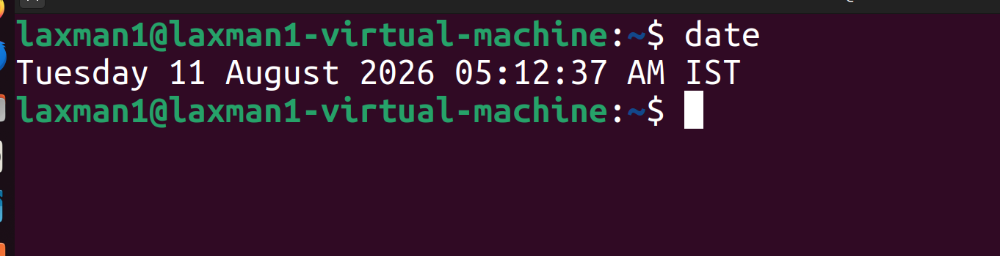 laxman1@laxman1-virtual-machine:~$ date
Tuesday 11 August 2026 05:12:37 AM IST
laxman1@laxman1-virtual-machine:~$